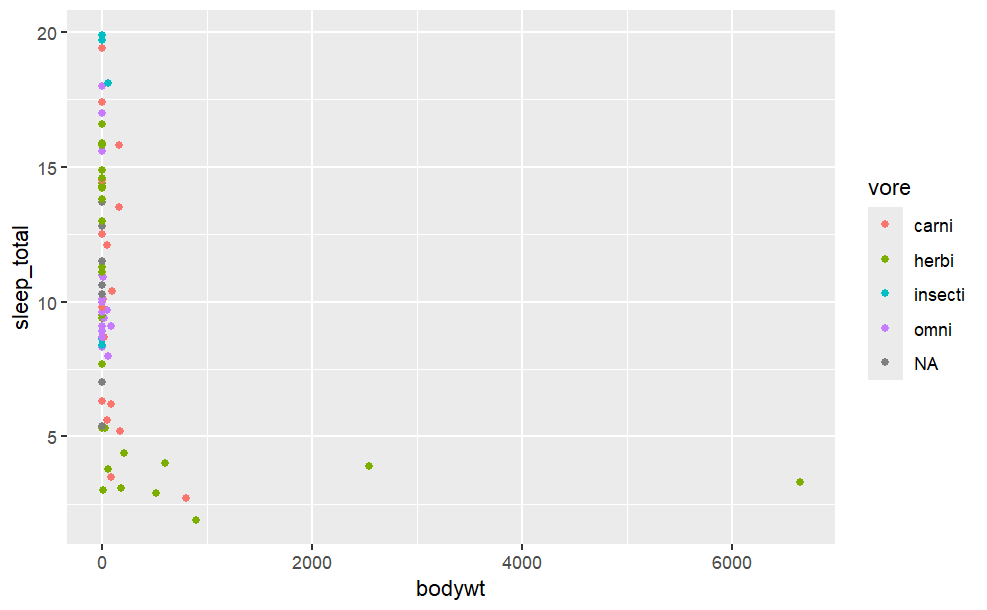 20
15
10
5
sleep_total
0 2000 4000 6000
bodywt
vore
carni
herbi
insecti
omni
NA